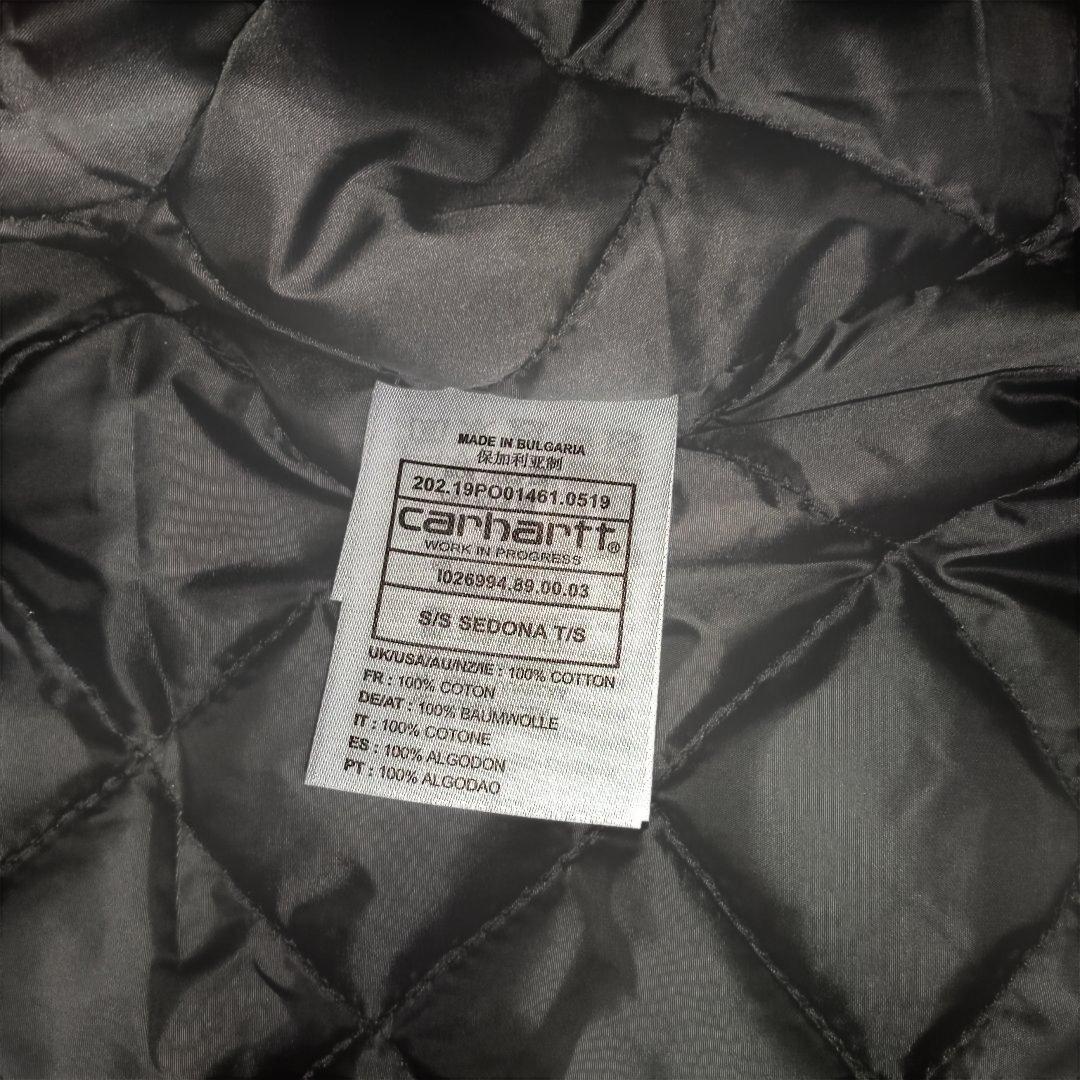 MADE IN BULGARIA
保加利亚制
202.19PO01461.0519
carhartt®
WORK IN PROGRESS
I026994.89.00.03
S/S SEDONA T/S
UK/USA/AU/NZ/IE : 100% COTTON
FR : 100% COTON
DE/AT : 100% BAUMWOLLE
IT : 100% COTONE
ES : 100% ALGODON
PT : 100% ALGODAO